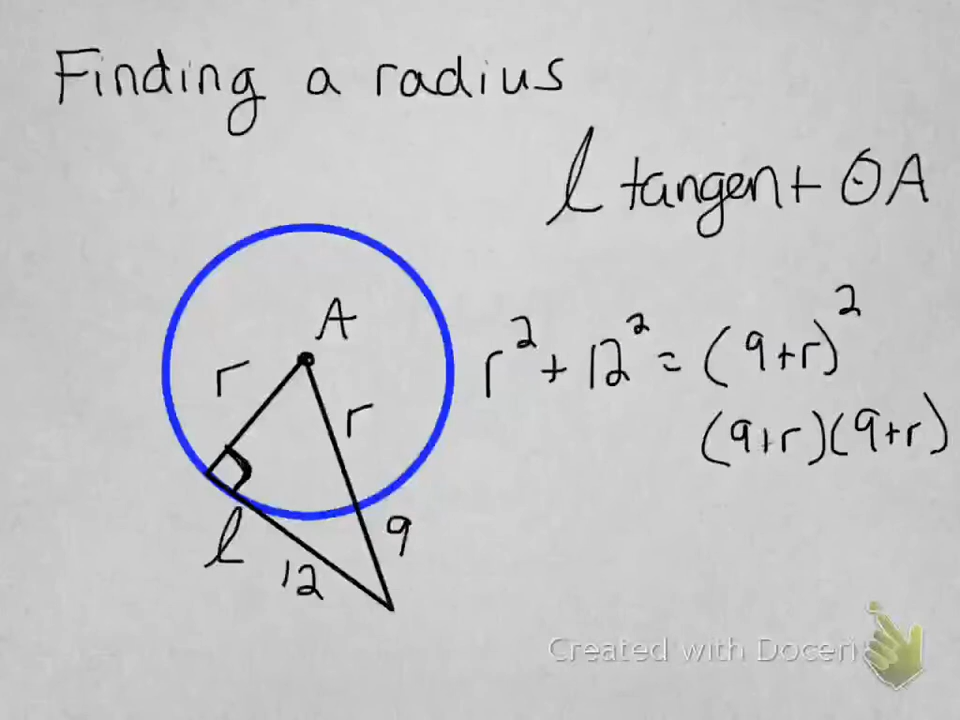 Finding a radius
l tangent ⊙A
A
r² + 12² = (9+r)²
r
r
(9+r)(9+r)
l
9
12
Created with Doceri